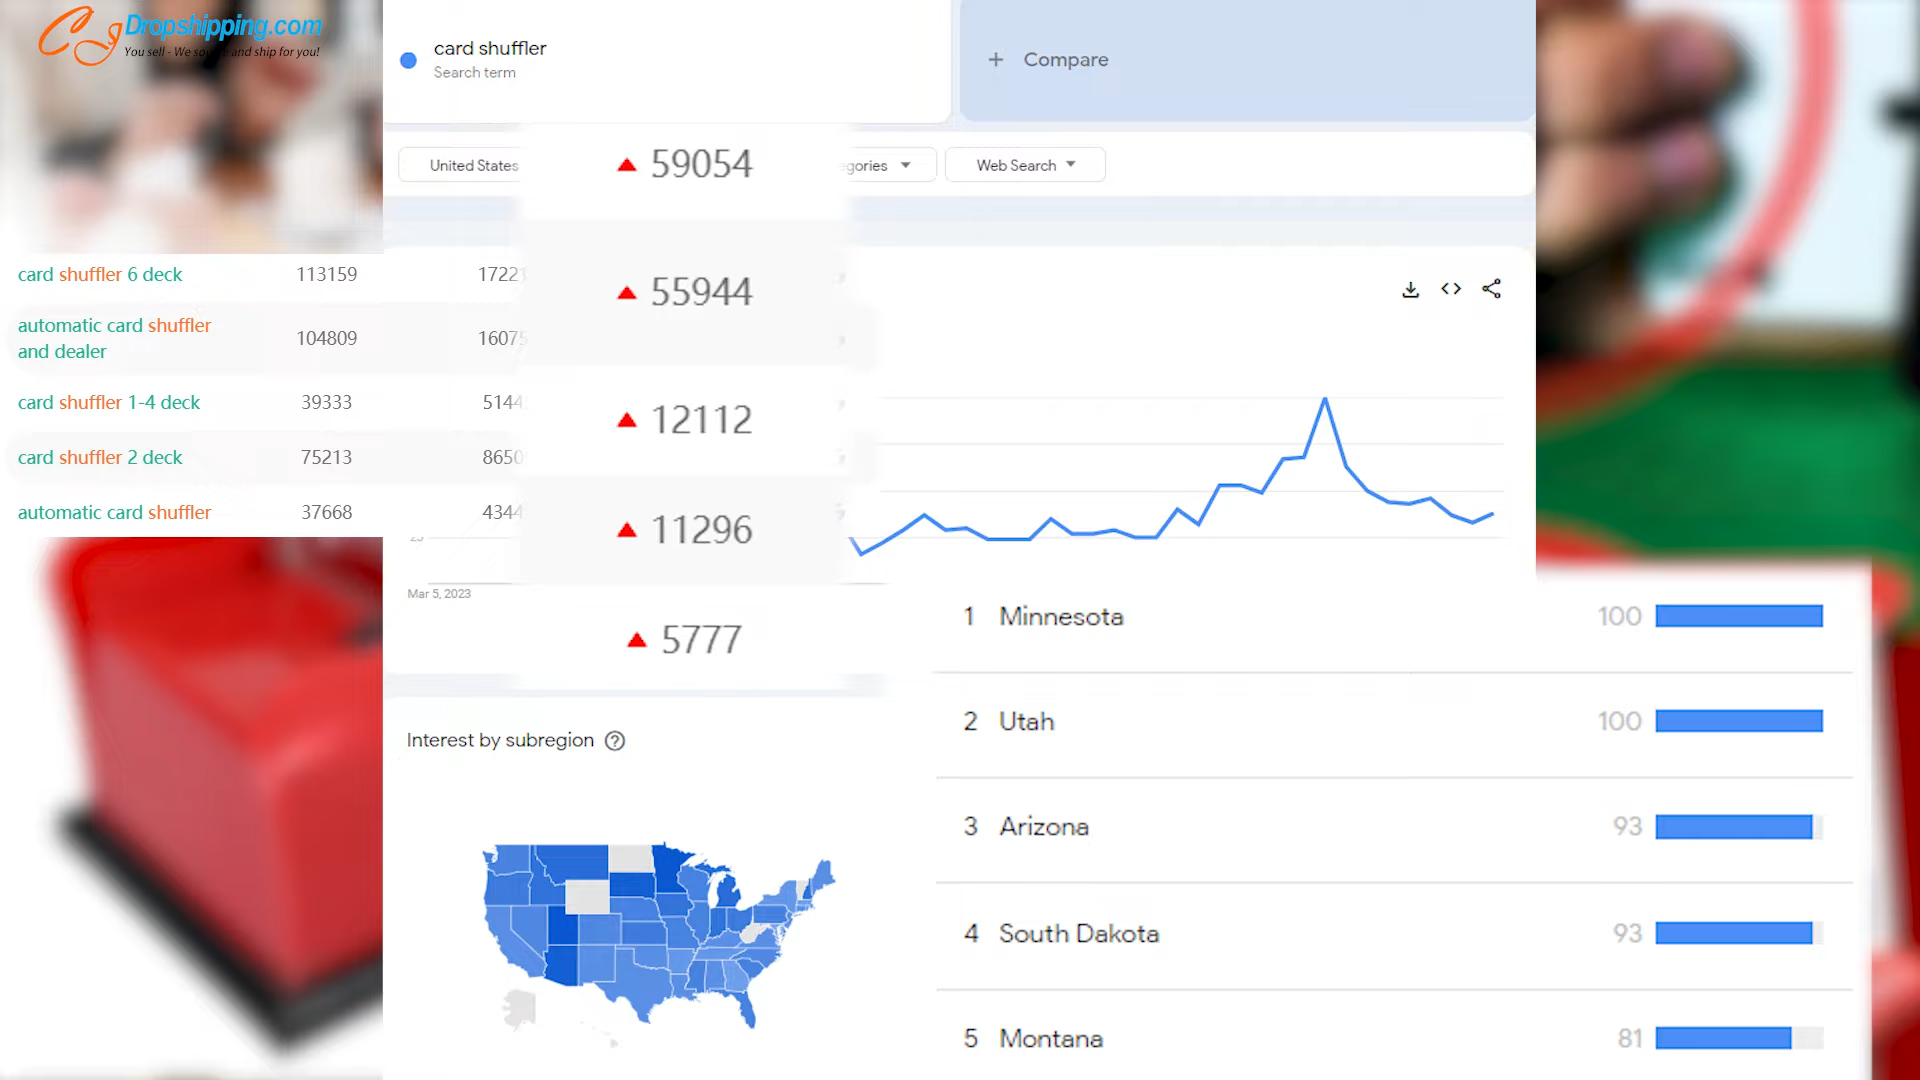 CJDropshipping.com
You sell - We source and ship for you!
card shuffler
Search term
+ Compare
United States
Web Search
card shuffler 6 deck 113159
59054
automatic card shuffler
and dealer
104809
55944
card shuffler 1-4 deck 39333
12112
card shuffler 2 deck 75213
11296
automatic card shuffler 37668
5777
Mar 5, 2023
Interest by subregion
1 Minnesota 100
2 Utah 100
3 Arizona 93
4 South Dakota 93
5 Montana 81